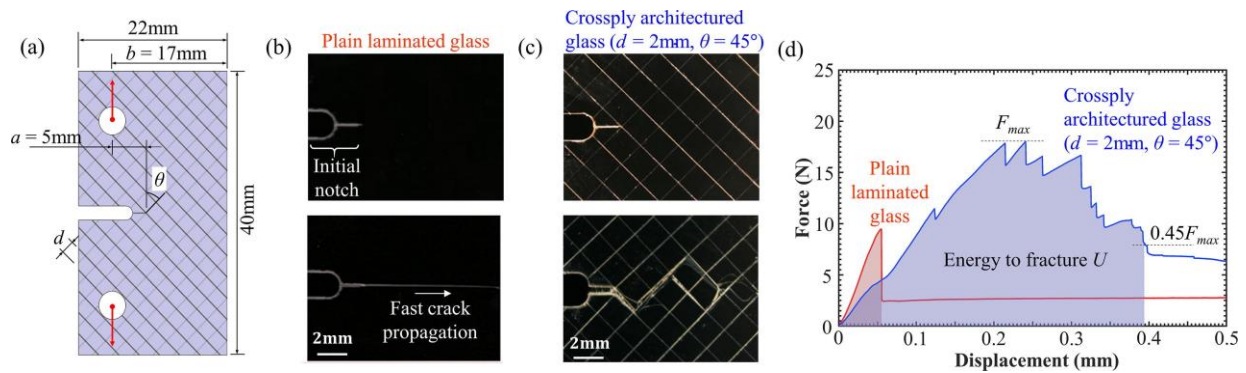 (a)
22mm
b = 17mm
a = 5mm
θ
40mm
d
(b)
Plain laminated glass
Initial
notch
Fast crack
propagation
2mm
(c)
Crossply architectured
glass (d = 2mm, θ = 45°)
2mm
(d)
25
20
15
10
5
0
Force (N)
0
0.1
0.2
0.3
0.4
0.5
Displacement (mm)
Fmax
Crossply
architectured glass
(d = 2mm, θ = 45°)
Plain
laminated
glass
0.45Fmax
Energy to fracture U